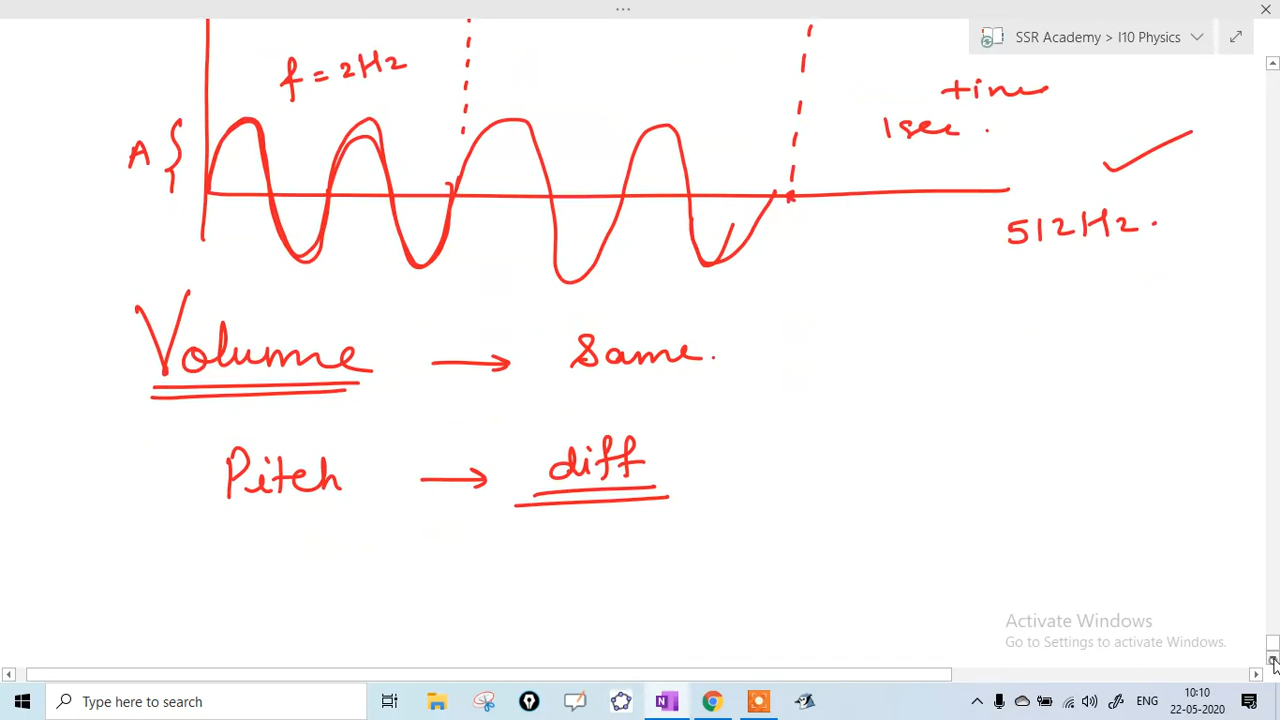 SSR Academy > I10 Physics
f = 2Hz
time
1sec.
A
512Hz.
Volume → Same.
Pitch → diff
Activate Windows
Go to Settings to activate Windows.
Type here to search
ENG
10:10
22-05-2020